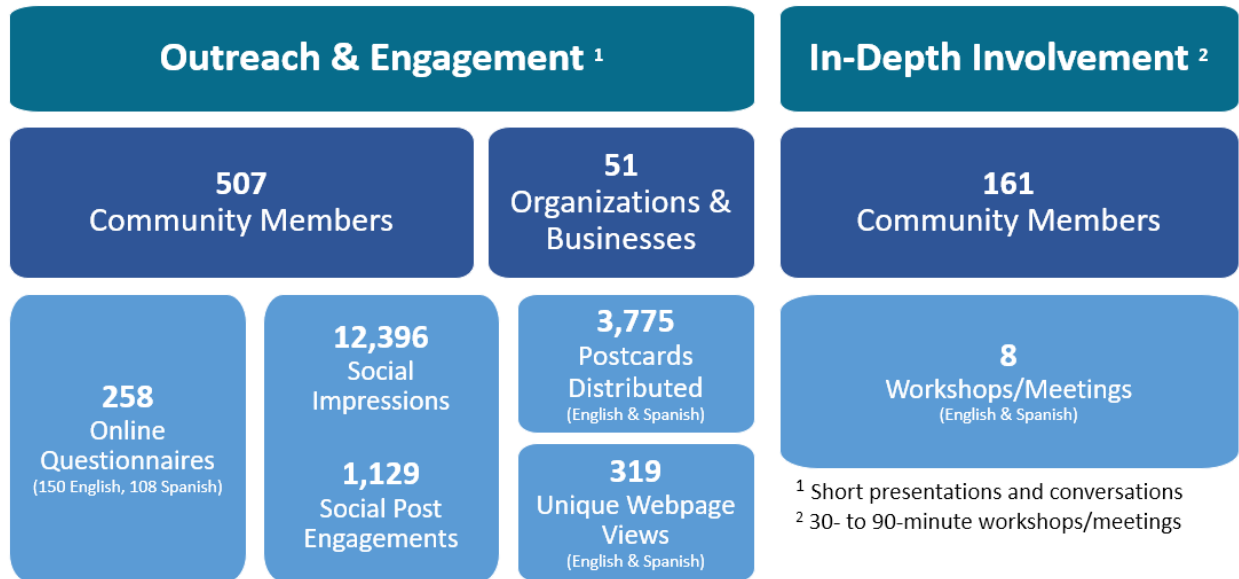 Outreach & Engagement ¹
In-Depth Involvement ²
507
Community Members
51
Organizations &
Businesses
161
Community Members
258
Online
Questionnaires
(150 English, 108 Spanish)
12,396
Social
Impressions
1,129
Social Post
Engagements
3,775
Postcards
Distributed
(English & Spanish)
319
Unique Webpage
Views
(English & Spanish)
8
Workshops/Meetings
(English & Spanish)
¹ Short presentations and conversations
² 30- to 90-minute workshops/meetings